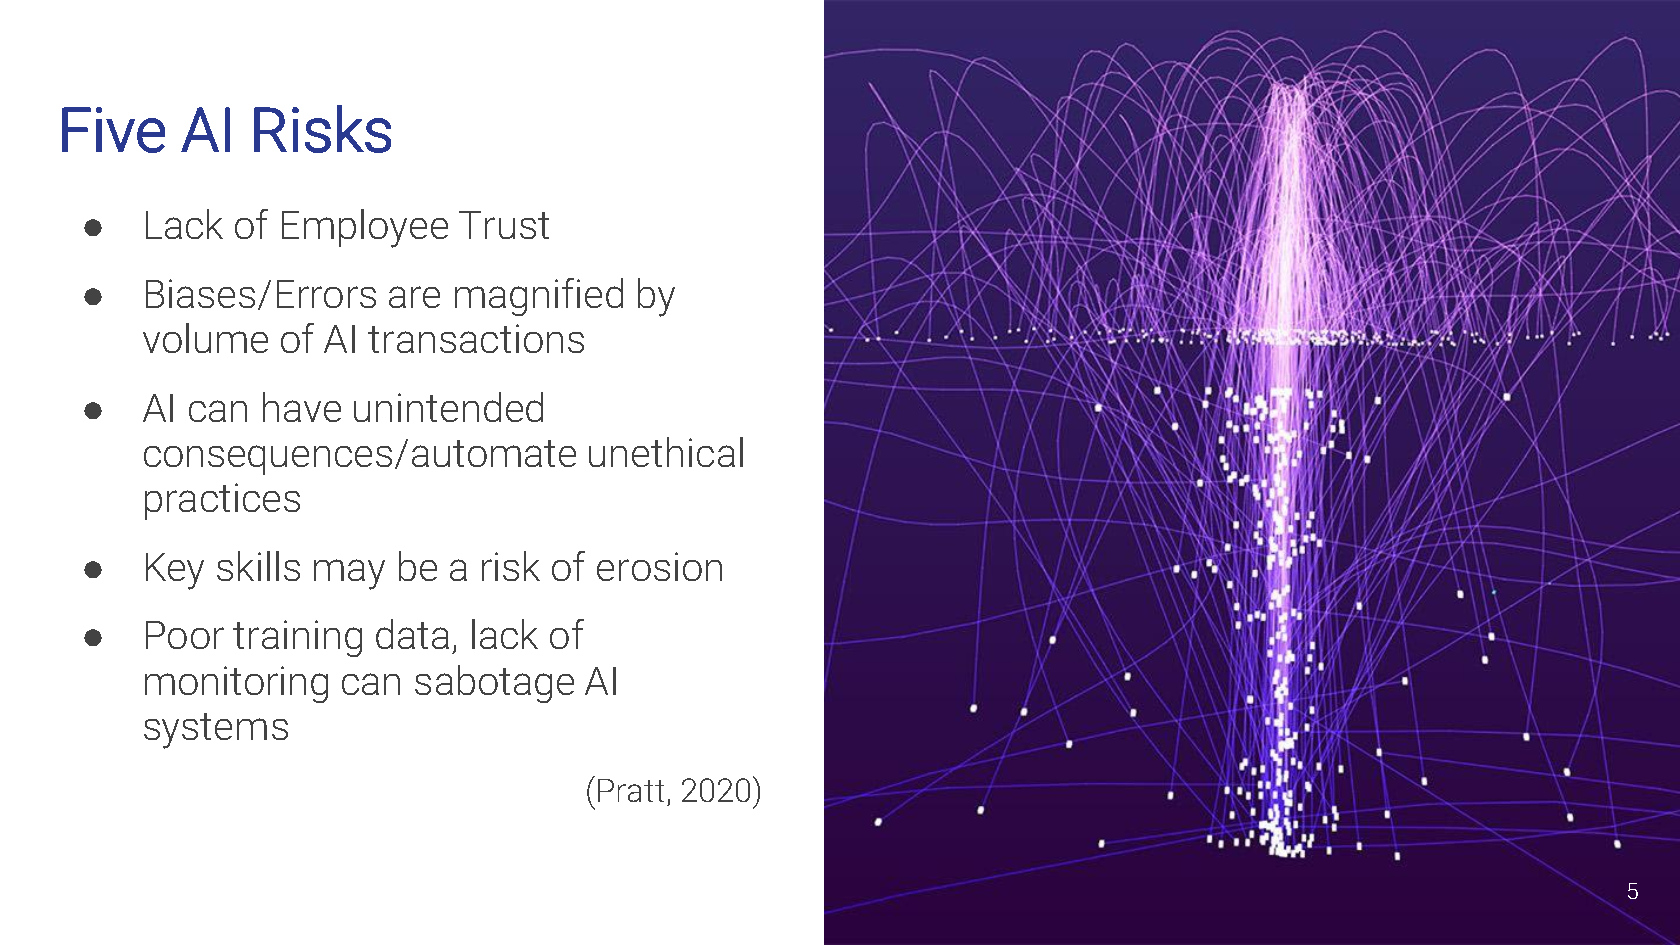 Five AI Risks
● Lack of Employee Trust
● Biases/Errors are magnified by
volume of AI transactions
● AI can have unintended
consequences/automate unethical
practices
● Key skills may be a risk of erosion
● Poor training data, lack of
monitoring can sabotage AI
systems
(Pratt, 2020)
5